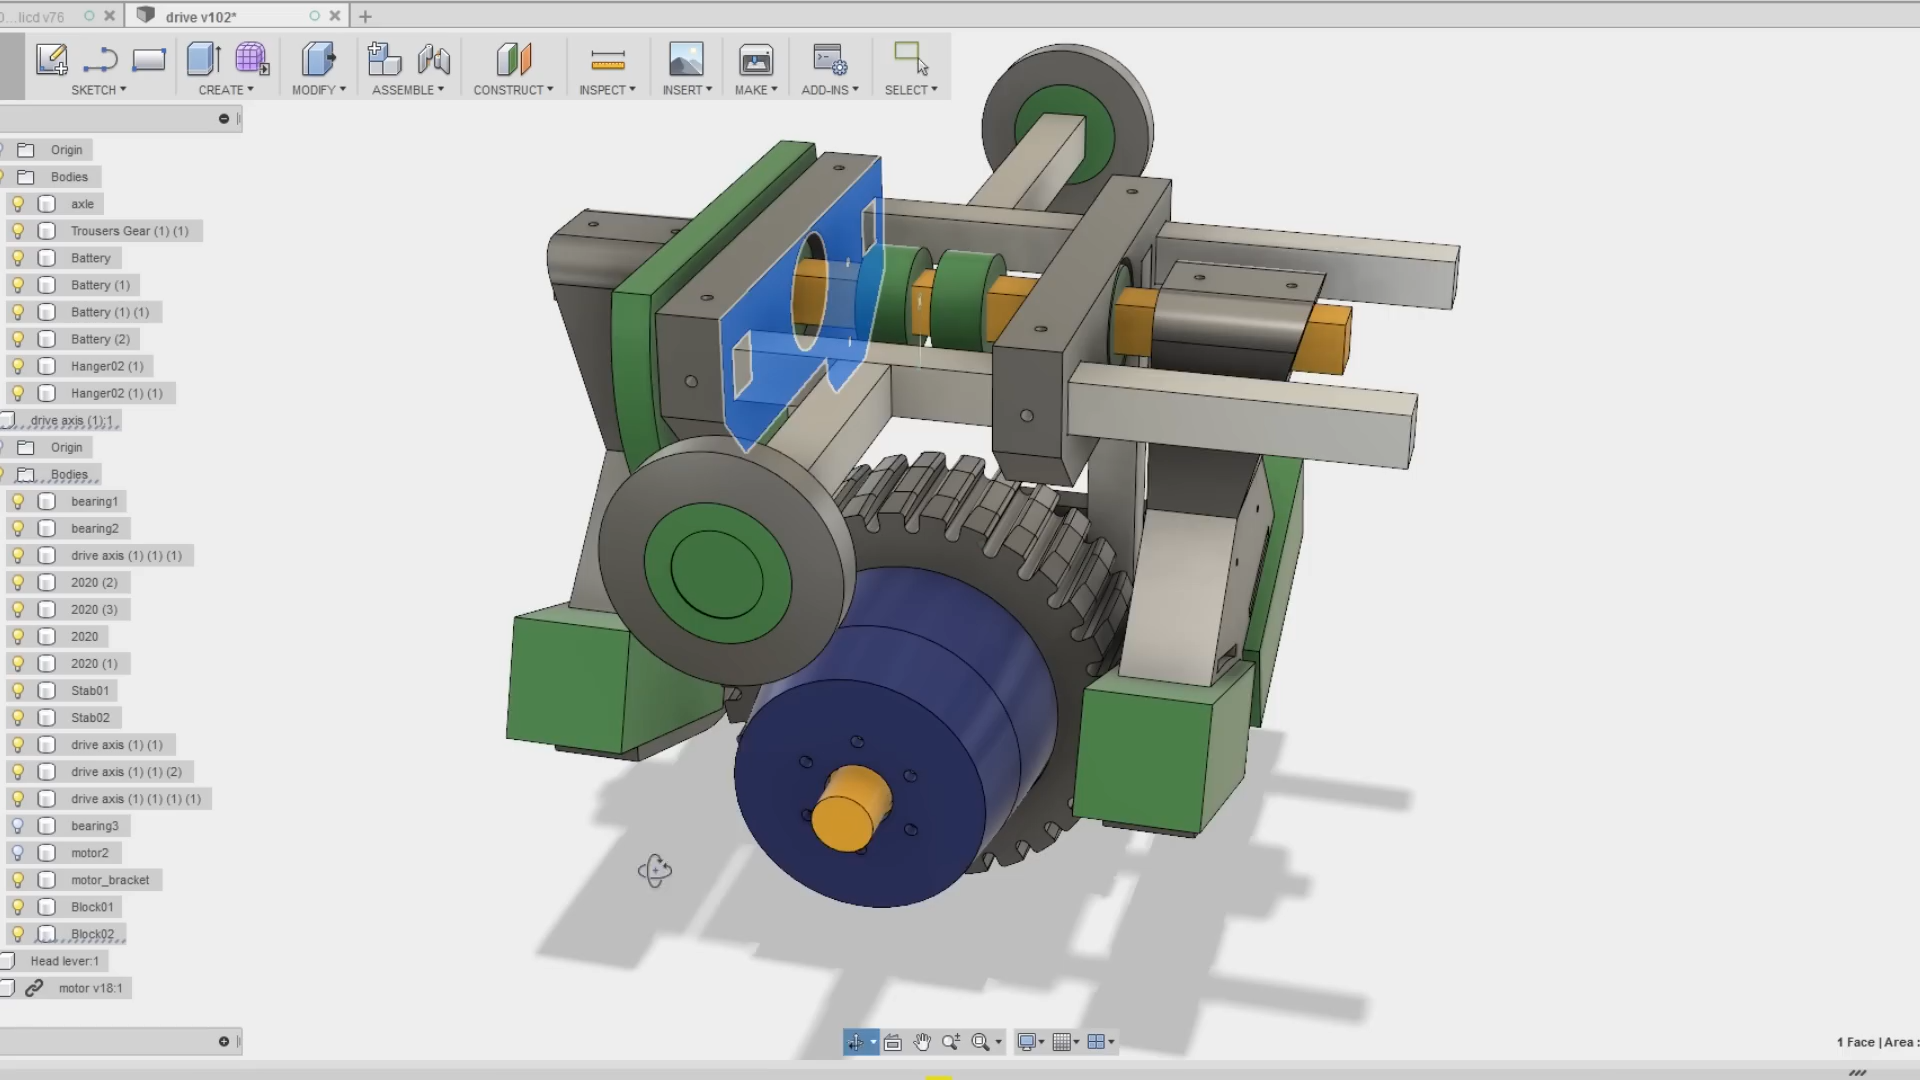 0...licd v76
drive v102*
SKETCH
CREATE
MODIFY
ASSEMBLE
CONSTRUCT
INSPECT
INSERT
MAKE
ADD-INS
SELECT
Origin
Bodies
axle
Trousers Gear (1) (1)
Battery
Battery (1)
Battery (1) (1)
Battery (2)
Hanger02 (1)
Hanger02 (1) (1)
drive axis (1):1
Origin
Bodies
bearing1
bearing2
drive axis (1) (1) (1)
2020 (2)
2020 (3)
2020
2020 (1)
Stab01
Stab02
drive axis (1) (1)
drive axis (1) (1) (2)
drive axis (1) (1) (1) (1)
bearing3
motor2
motor_bracket
Block01
Block02
Head lever:1
motor v18:1
1 Face | Area :